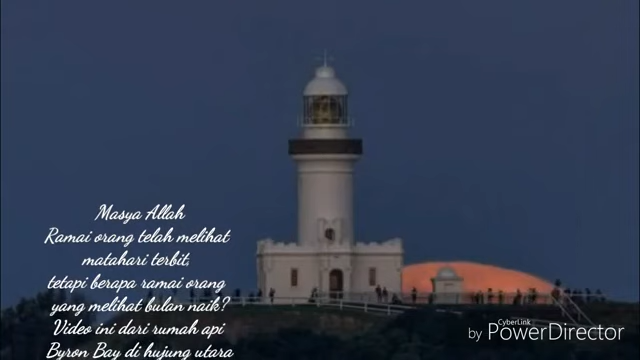 Masya Allah
Ramai orang telah melihat
matahari terbit,
tetapi berapa ramai orang
yang melihat bulan naik?
Video ini dari rumah api
Byron Bay di hujung utara
CyberLink
by PowerDirector